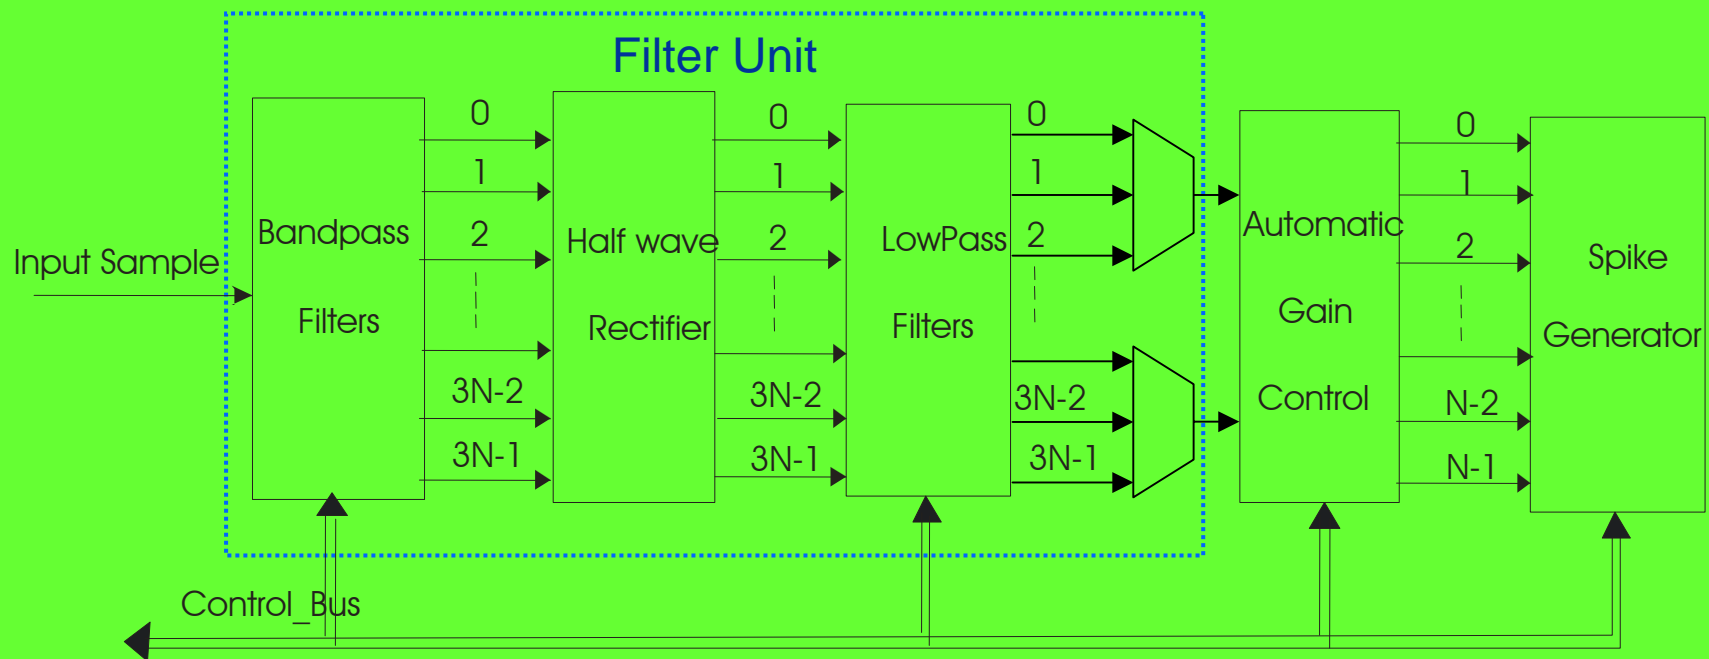 Filter Unit
Input Sample
Bandpass
Filters
0
1
2
3N-2
3N-1
Half wave
Rectifier
0
1
2
3N-2
3N-1
LowPass
Filters
0
1
2
3N-2
3N-1
Automatic
Gain
Control
0
1
2
N-2
N-1
Spike
Generator
Control_Bus